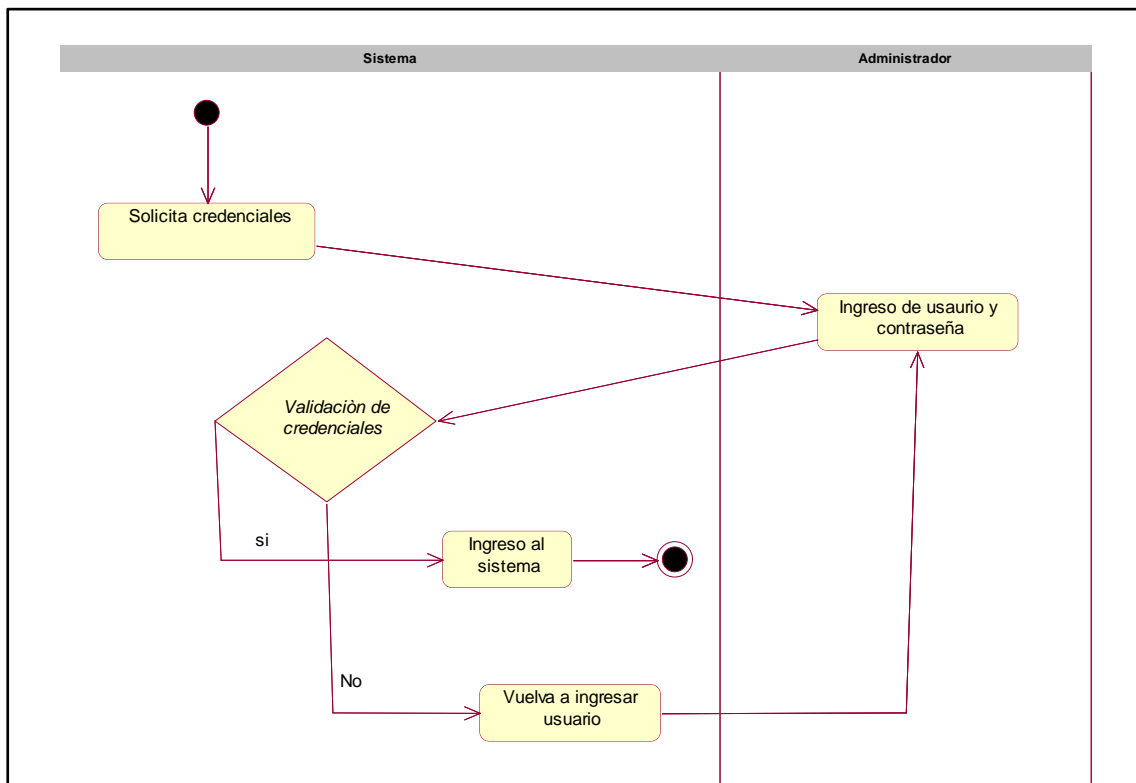 Sistema
Administrador
Solicita credenciales
Ingreso de usaurio y
contraseña
Validaciòn de
credenciales
si
Ingreso al
sistema
No
Vuelva a ingresar
usuario